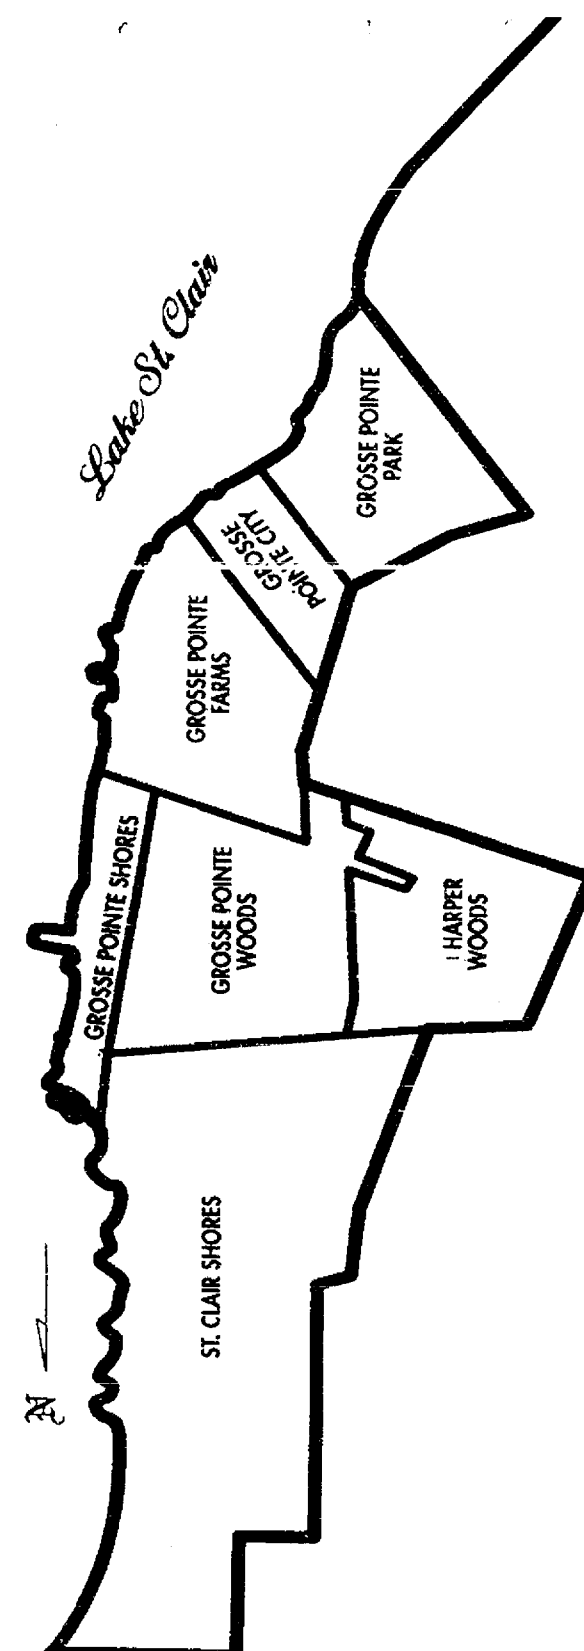 Lake St. Clair
GROSSE POINTE
PARK
GROSSE
POINTE CITY
GROSSE POINTE
FARMS
GROSSE POINTE SHORES
GROSSE POINTE
WOODS
HARPER
WOODS
ST. CLAIR SHORES
N